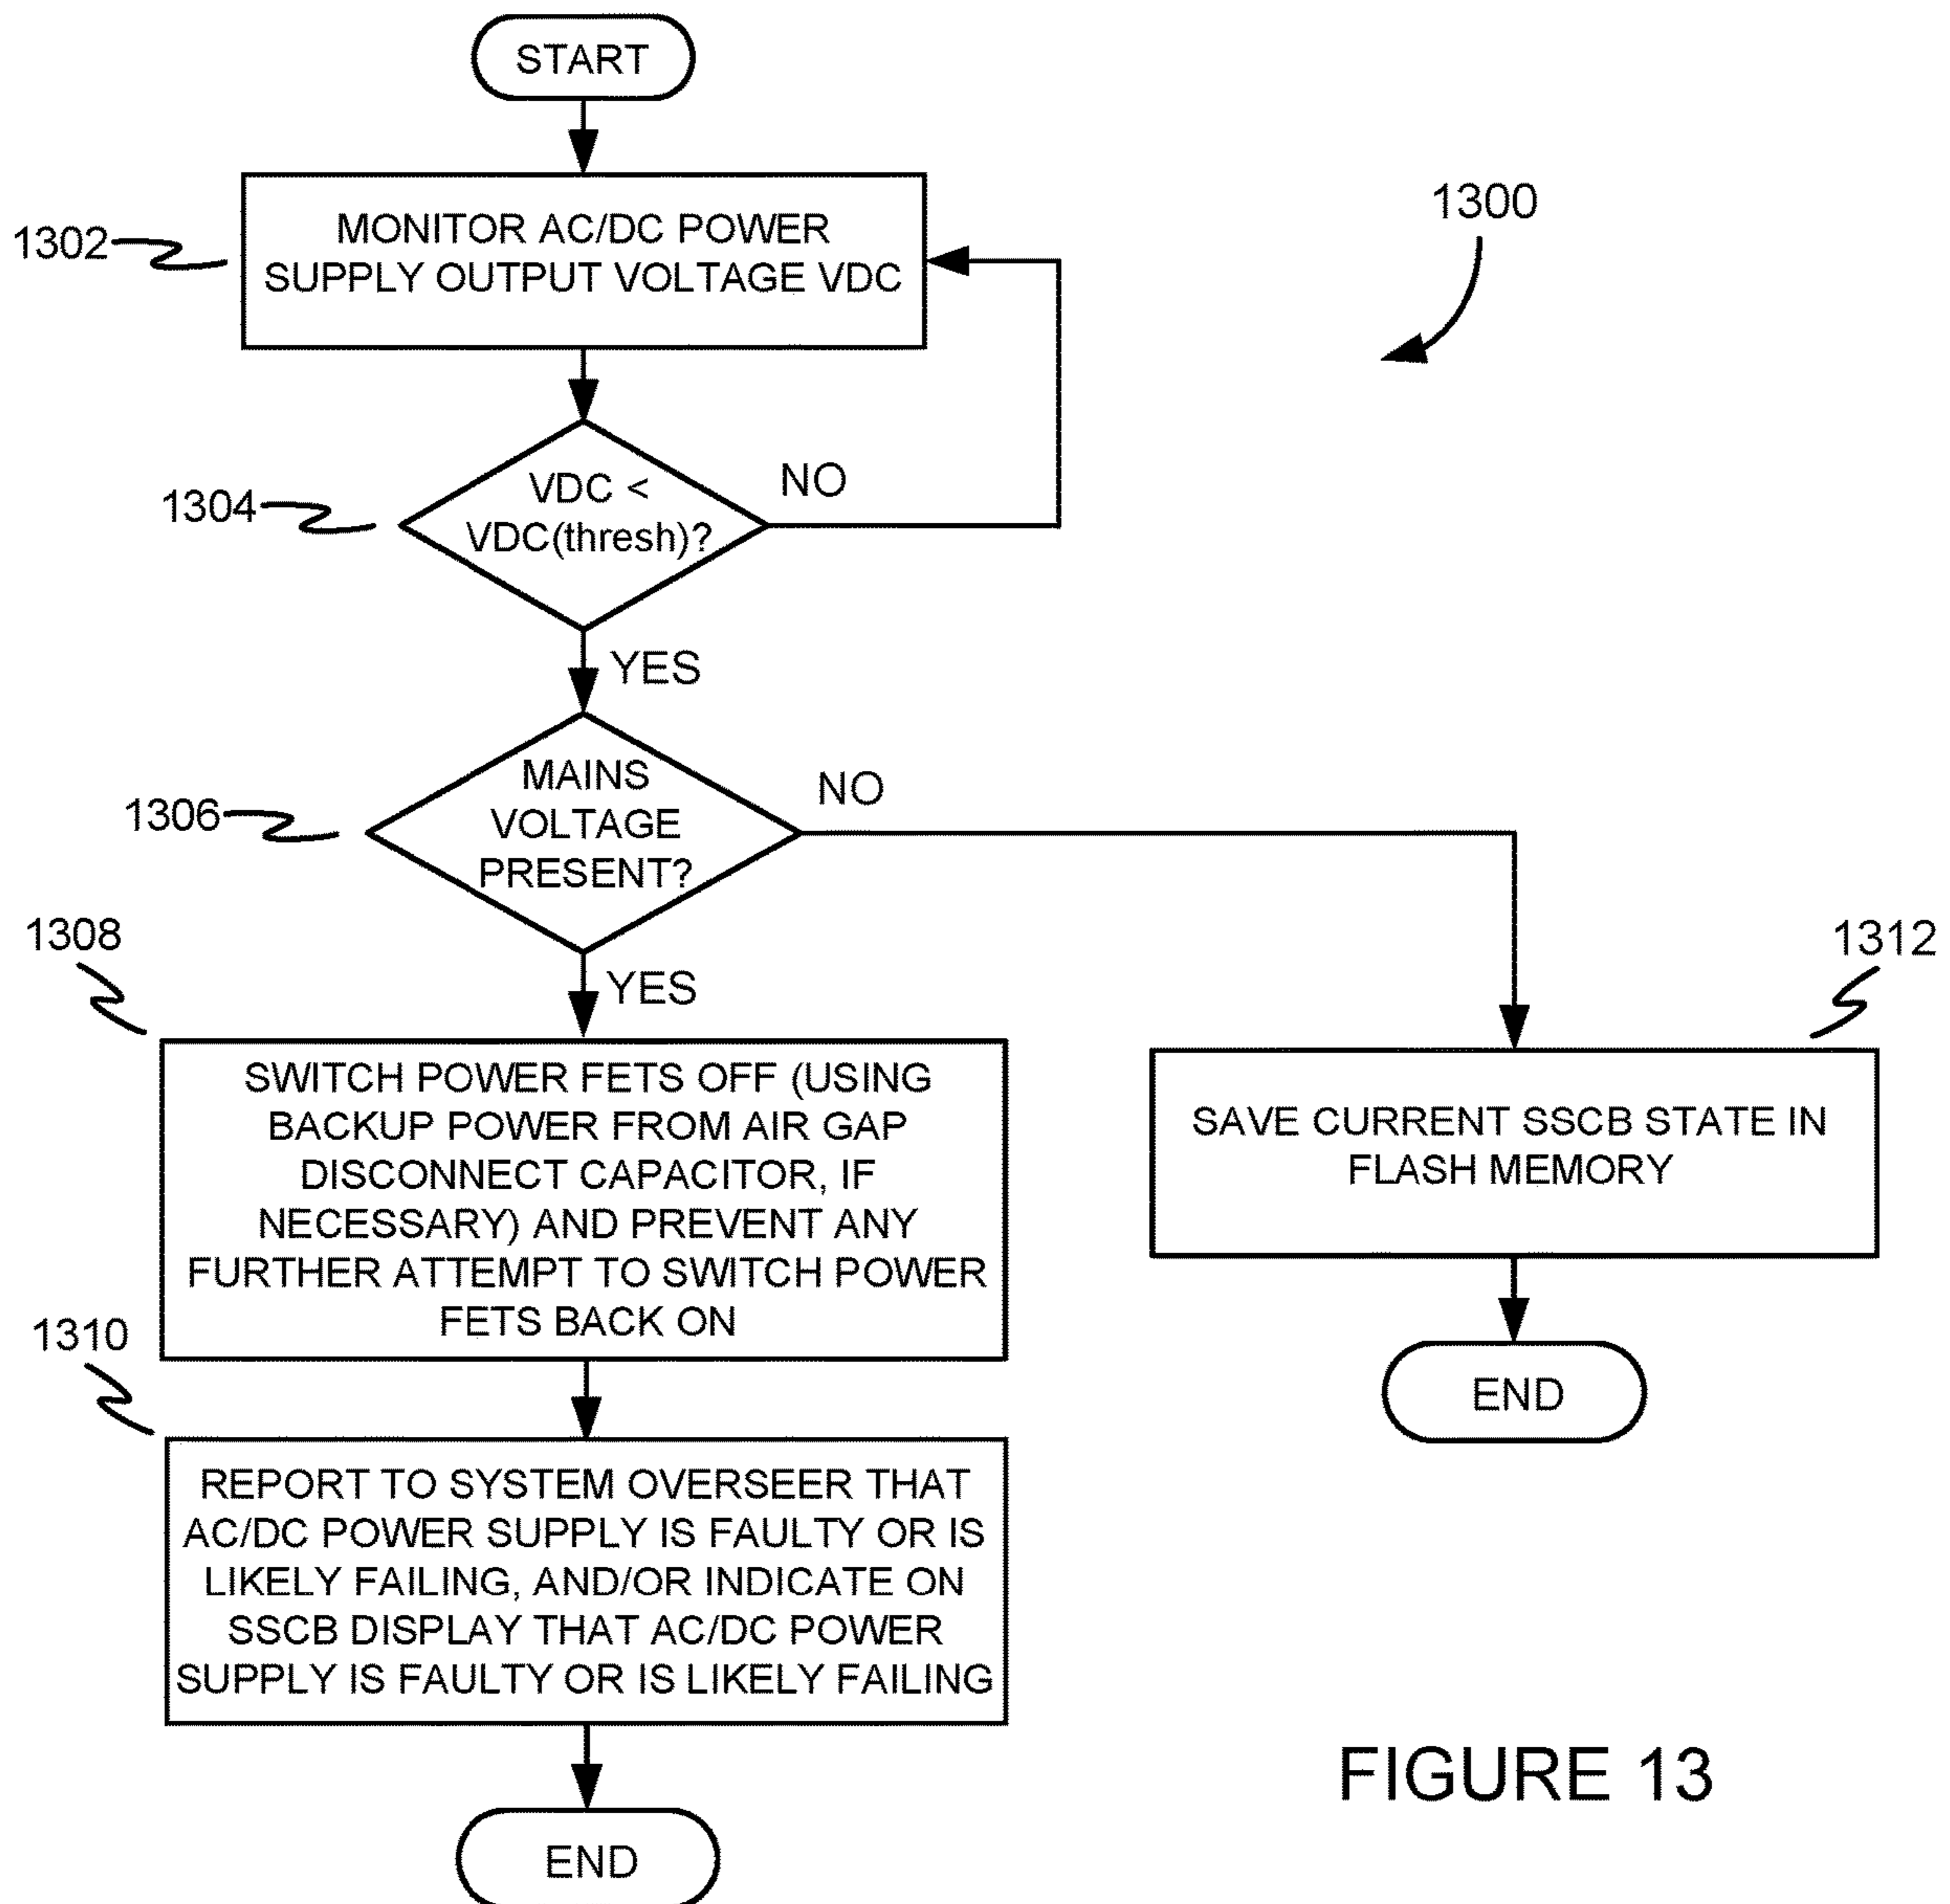 START
1300
1302
MONITOR AC/DC POWER
SUPPLY OUTPUT VOLTAGE VDC
1304
VDC <
VDC(thresh)?
NO
YES
1306
MAINS
VOLTAGE
PRESENT?
NO
YES
1308
SWITCH POWER FETS OFF (USING
BACKUP POWER FROM AIR GAP
DISCONNECT CAPACITOR, IF
NECESSARY) AND PREVENT ANY
FURTHER ATTEMPT TO SWITCH POWER
FETS BACK ON
1312
SAVE CURRENT SSCB STATE IN
FLASH MEMORY
END
1310
REPORT TO SYSTEM OVERSEER THAT
AC/DC POWER SUPPLY IS FAULTY OR IS
LIKELY FAILING, AND/OR INDICATE ON
SSCB DISPLAY THAT AC/DC POWER
SUPPLY IS FAULTY OR IS LIKELY FAILING
END
FIGURE 13